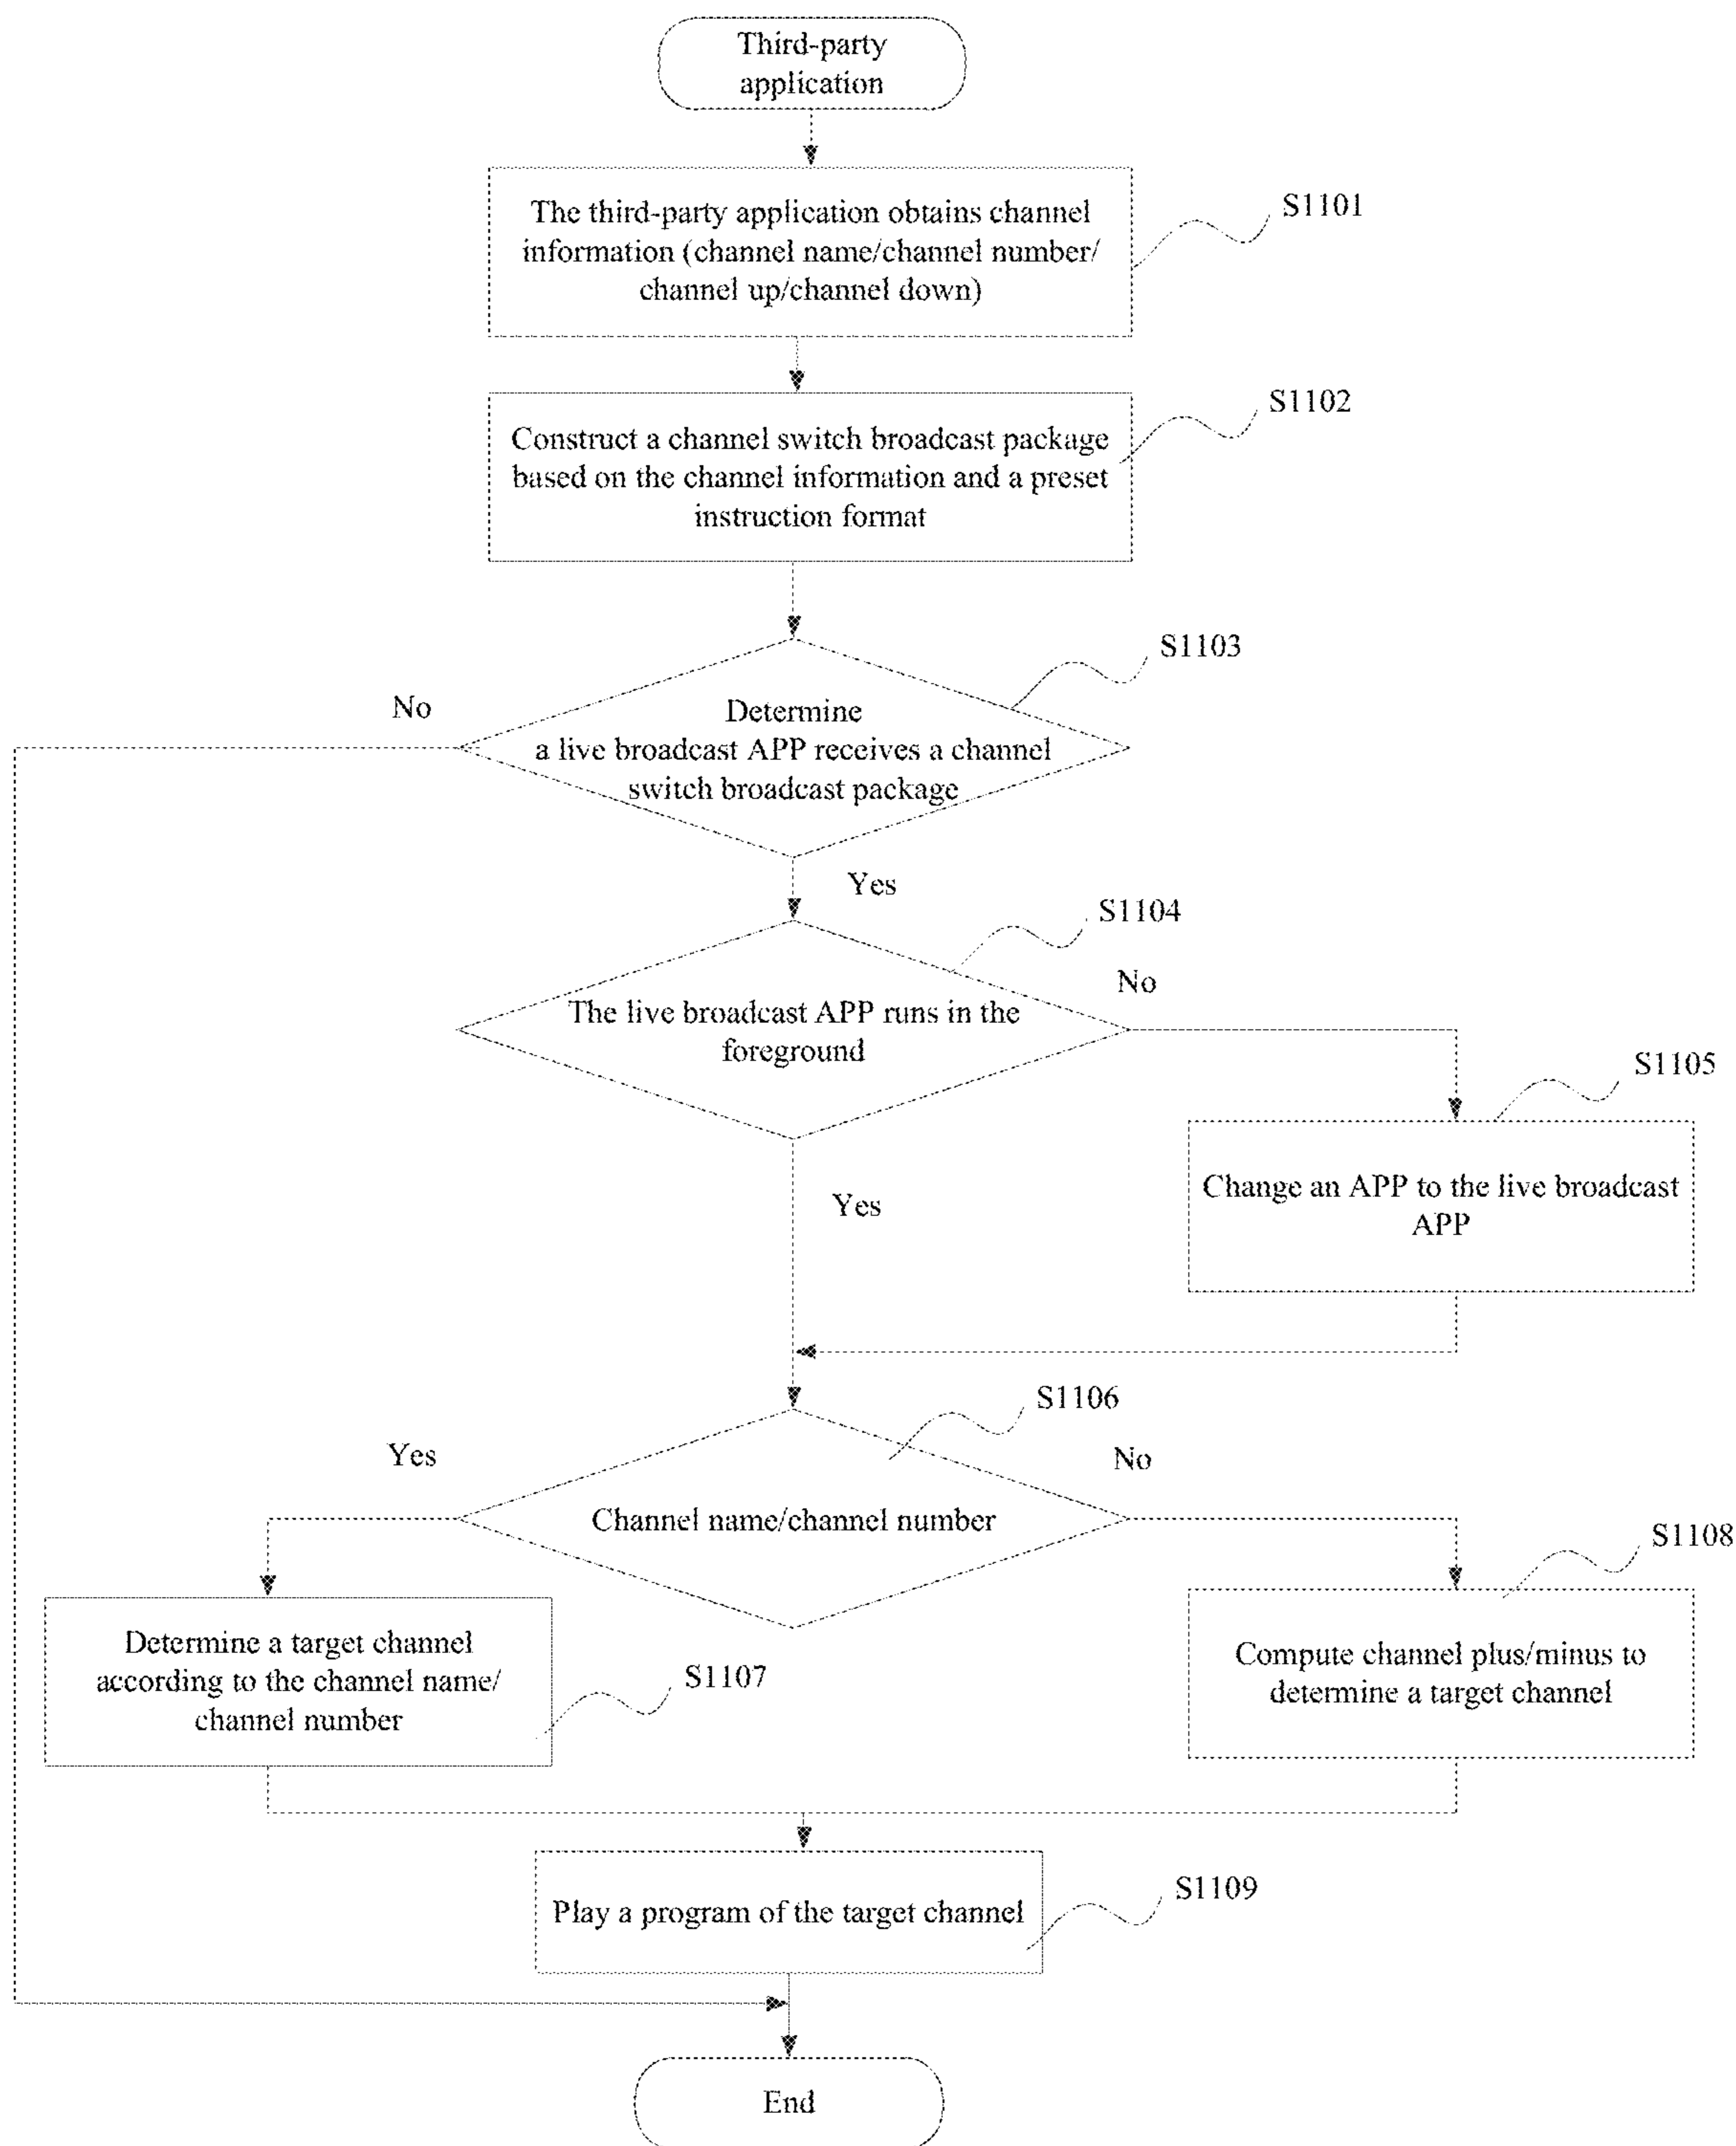 Third-party
application
The third-party application obtains channel
information (channel name/channel number/
channel up/channel down)
S1101
Construct a channel switch broadcast package
based on the channel information and a preset
instruction format
S1102
S1103
No
Determine
a live broadcast APP receives a channel
switch broadcast package
Yes
S1104
No
The live broadcast APP runs in the
foreground
S1105
Change an APP to the live broadcast
APP
Yes
S1106
Yes
No
Channel name/channel number
S1108
Determine a target channel
according to the channel name/
channel number
S1107
Compute channel plus/minus to
determine a target channel
S1109
Play a program of the target channel
End